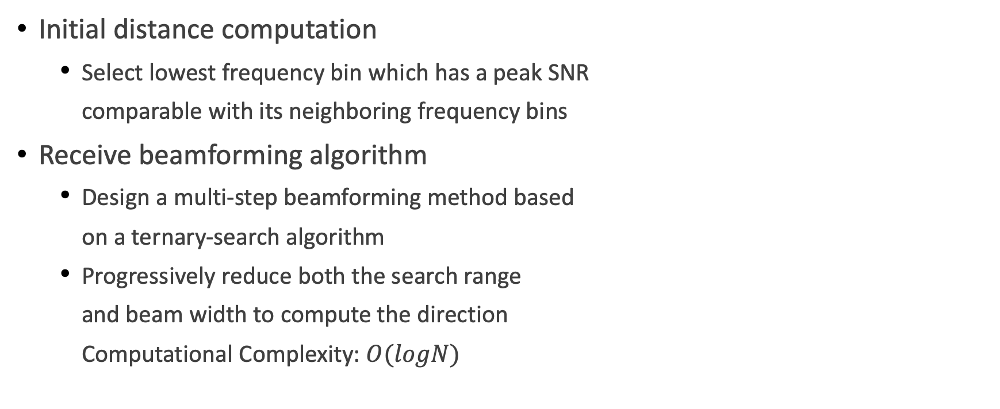 • Initial distance computation
• Select lowest frequency bin which has a peak SNR
comparable with its neighboring frequency bins
• Receive beamforming algorithm
• Design a multi-step beamforming method based
on a ternary-search algorithm
• Progressively reduce both the search range
and beam width to compute the direction
Computational Complexity: O(logN)